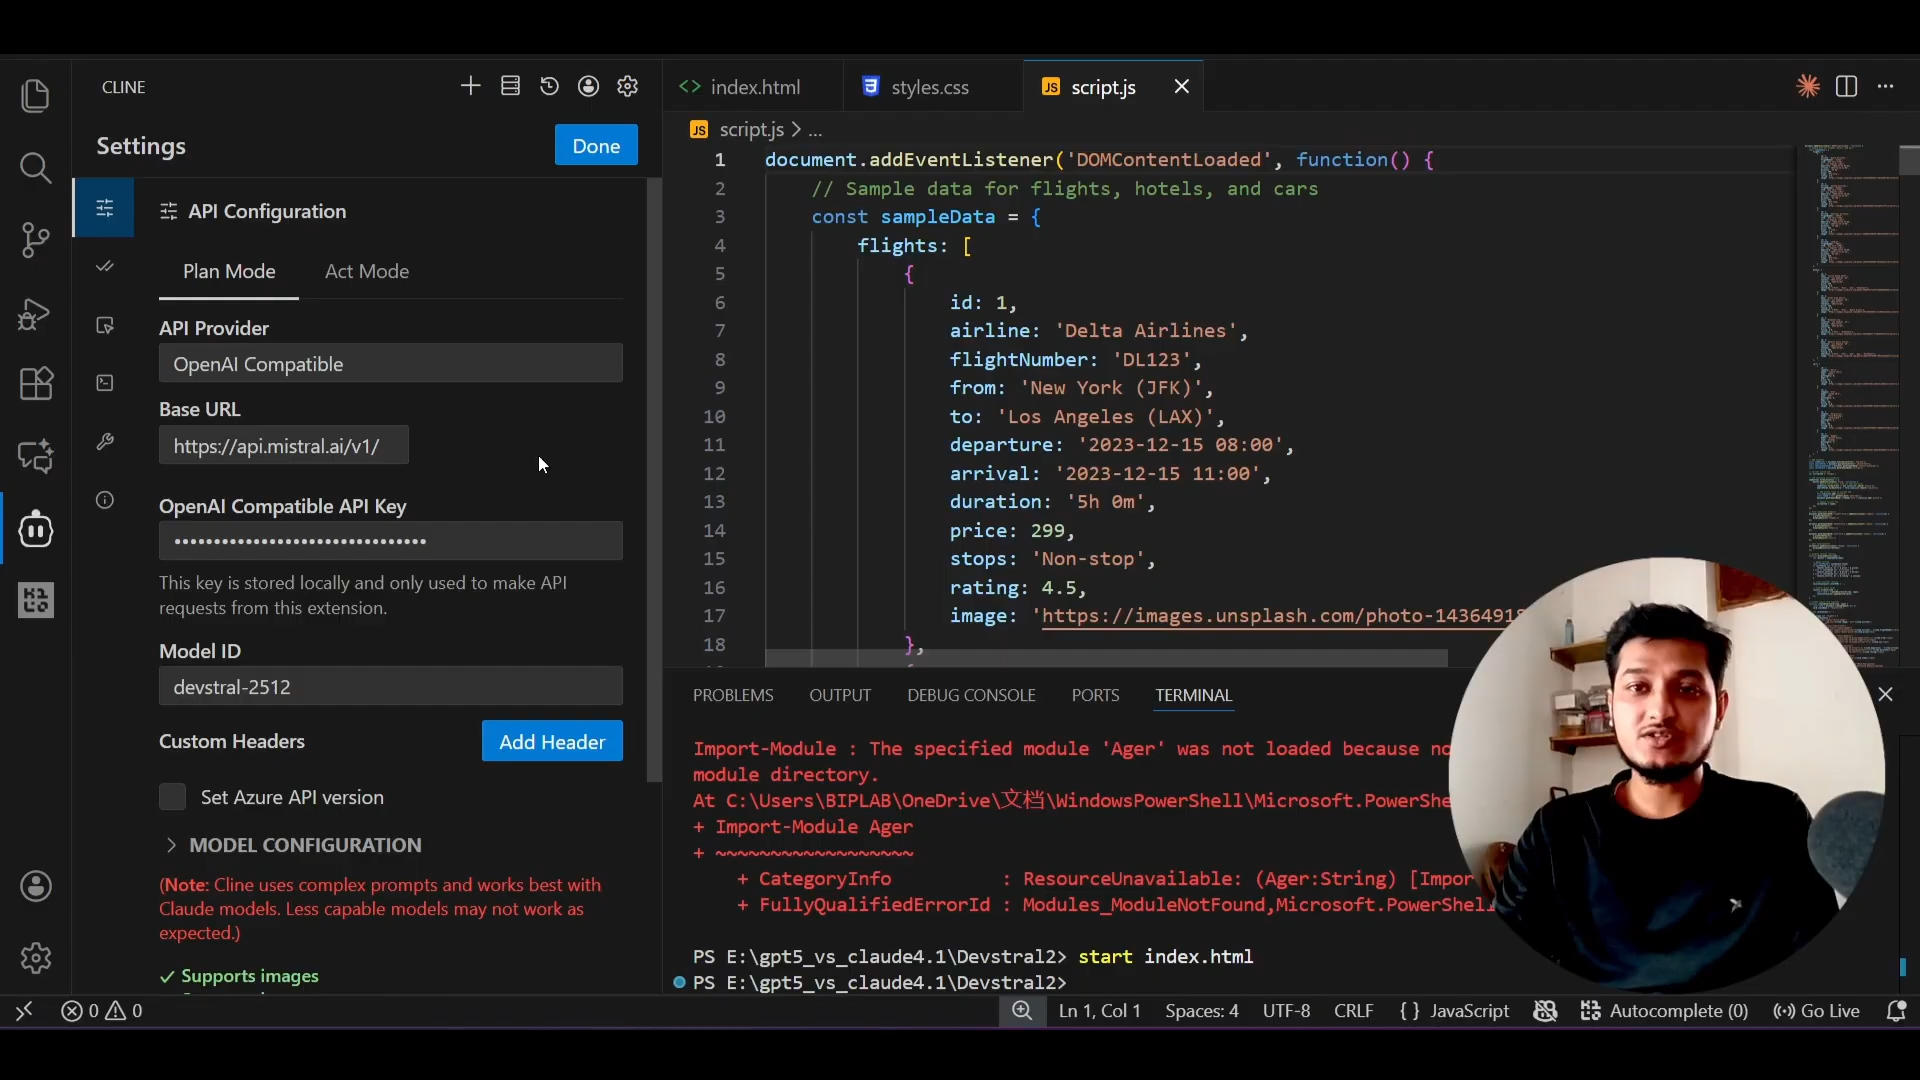 CLINE
Settings
Done
API Configuration
Plan Mode
Act Mode
API Provider
OpenAI Compatible
Base URL
https://api.mistral.ai/v1/
OpenAI Compatible API Key
•••••••••••••••••••••••••••••••
This key is stored locally and only used to make API
requests from this extension.
Model ID
devstral-2512
Custom Headers
Add Header
Set Azure API version
MODEL CONFIGURATION
(Note: Cline uses complex prompts and works best with
Claude models. Less capable models may not work as
expected.)
✓ Supports images
<> index.html
styles.css
JS script.js
JS script.js > ...
1 document.addEventListener('DOMContentLoaded', function() {
2 // Sample data for flights, hotels, and cars
3 const sampleData = {
4 flights: [
5 {
6 id: 1,
7 airline: 'Delta Airlines',
8 flightNumber: 'DL123',
9 from: 'New York (JFK)',
10 to: 'Los Angeles (LAX)',
11 departure: '2023-12-15 08:00',
12 arrival: '2023-12-15 11:00',
13 duration: '5h 0m',
14 price: 299,
15 stops: 'Non-stop',
16 rating: 4.5,
17 image: 'https://images.unsplash.com/photo-1436491
18 },
PROBLEMS
OUTPUT
DEBUG CONSOLE
PORTS
TERMINAL
Import-Module : The specified module 'Ager' was not loaded because no
module directory.
At C:\Users\BIPLAB\OneDrive\文档\WindowsPowerShell\Microsoft.PowerShe
+ Import-Module Ager
+ ~~~~~~~~~~~~~~~~~~
+ CategoryInfo : ResourceUnavailable: (Ager:String) [Impor
+ FullyQualifiedErrorId : Modules_ModuleNotFound,Microsoft.PowerShell
PS E:\gpt5_vs_claude4.1\Devstral2> start index.html
PS E:\gpt5_vs_claude4.1\Devstral2>
0 0
Ln 1, Col 1
Spaces: 4
UTF-8
CRLF
{ } JavaScript
Autocomplete (0)
Go Live